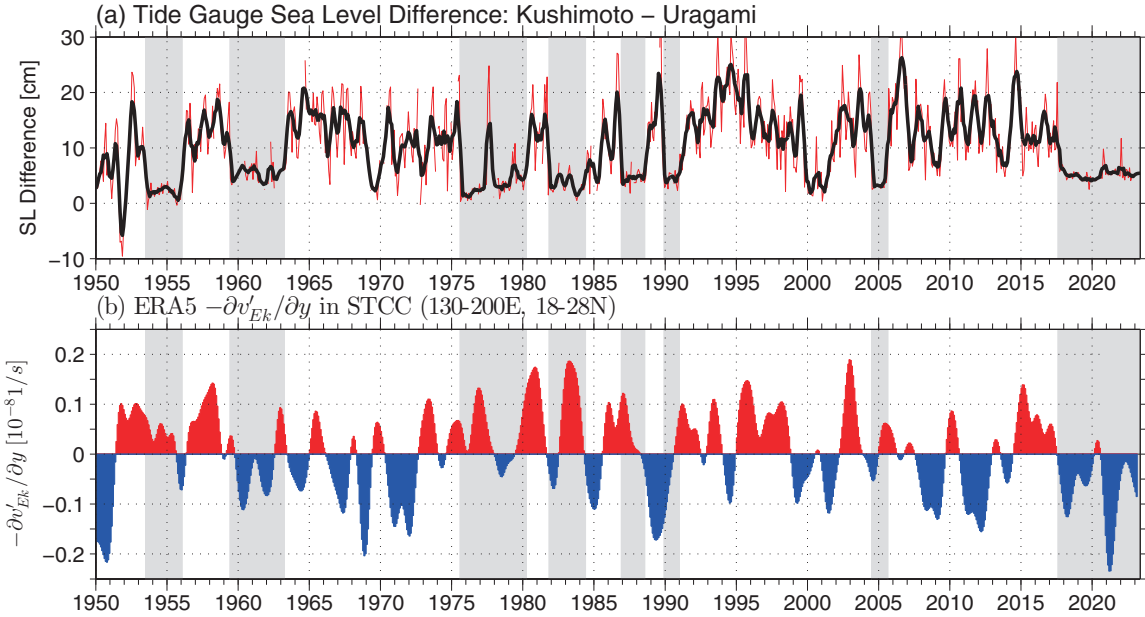 (a) Tide Gauge Sea Level Difference: Kushimoto − Uragami
SL Difference [cm]
30
20
10
0
−10
1950 1955 1960 1965 1970 1975 1980 1985 1990 1995 2000 2005 2010 2015 2020
(b) ERA5 −∂v′Ek/∂y in STCC (130-200E, 18-28N)
−∂v′Ek/∂y [10−8 1/s]
0.2
0.1
0
−0.1
−0.2
1950 1955 1960 1965 1970 1975 1980 1985 1990 1995 2000 2005 2010 2015 2020